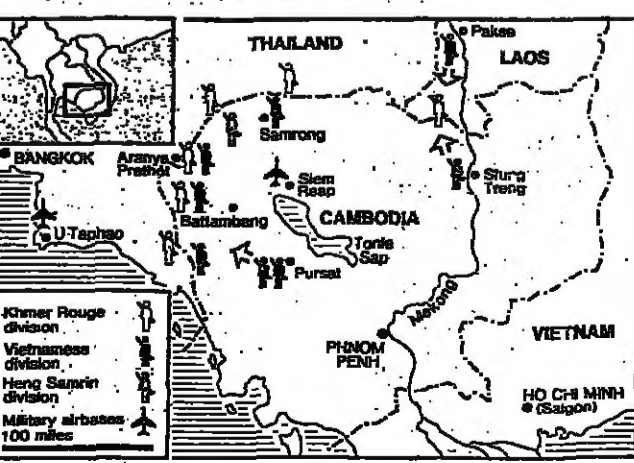 THAILAND
Pakse
LAOS
Samrong
BANGKOK
Aranya
Prathet
Siem
Reap
Stung
Treng
Battambang
CAMBODIA
U Taphao
Tonle
Sap
Pursat
Mekong
Khmer Rouge
division
Vietnamese
division
Heng Samrin
division
Military airbases
100 miles
PHNOM
PENH
VIETNAM
HO CHI MINH
(Saigon)